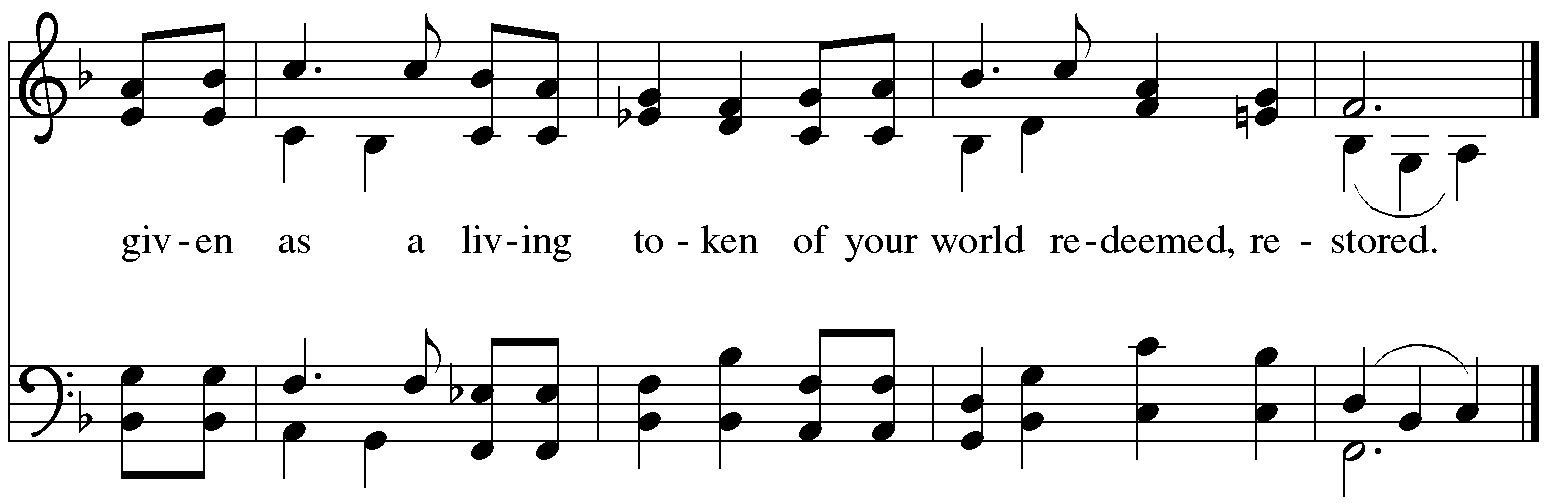 giv-en as a liv-ing to - ken of your world re-deemed, re - stored.